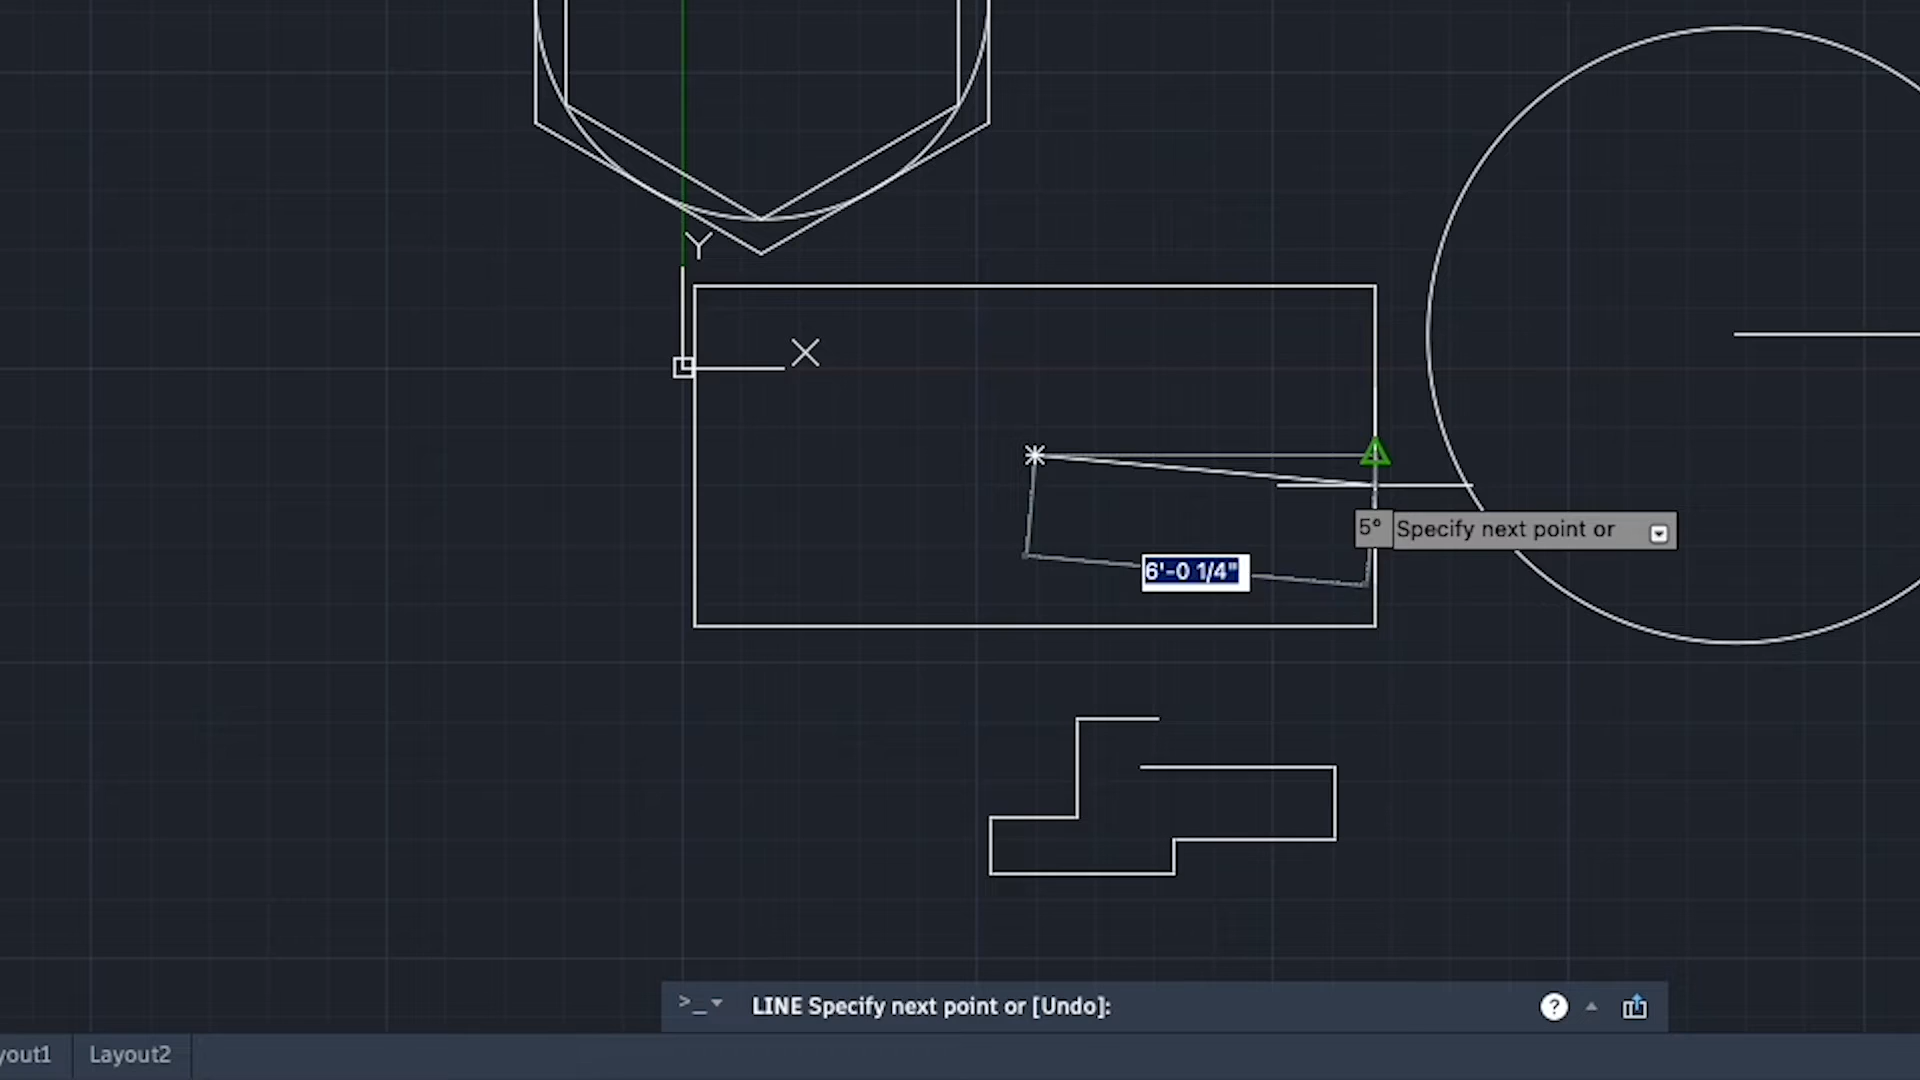 Y
X
5° Specify next point or
6'-0 1/4"
>_ LINE Specify next point or [Undo]: ?
yout1 Layout2